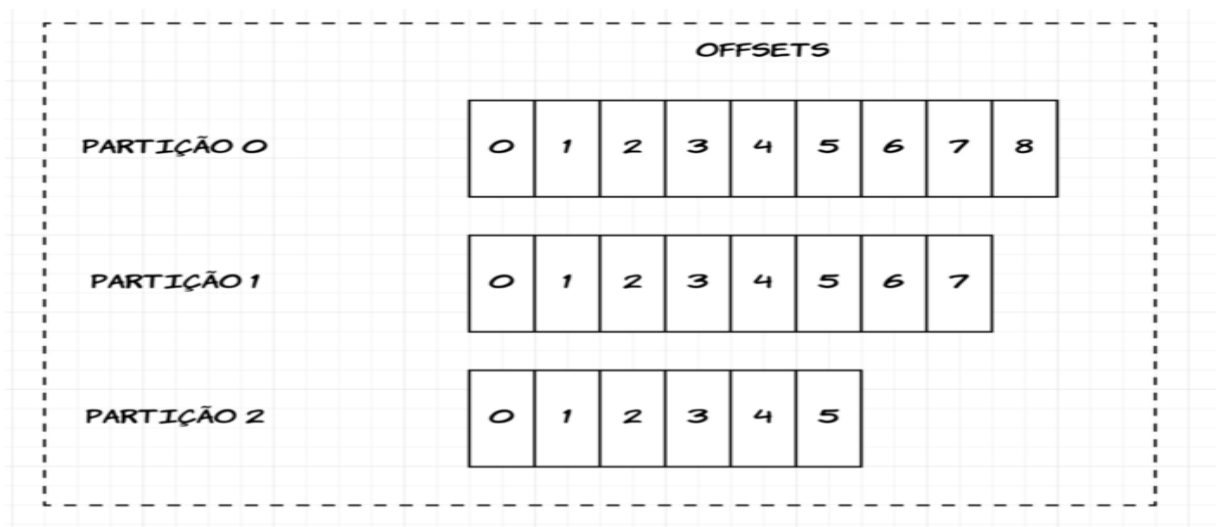 OFFSETS
PARTIÇÃO 0 0 1 2 3 4 5 6 7 8
PARTIÇÃO 1 0 1 2 3 4 5 6 7
PARTIÇÃO 2 0 1 2 3 4 5